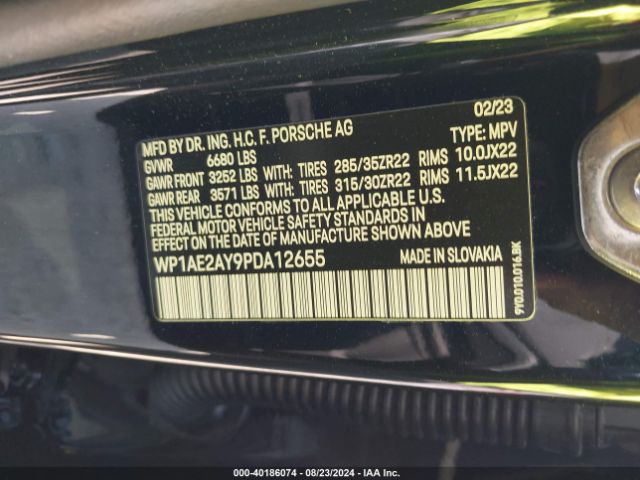 02/23
MFD BY DR. ING. H.C. F. PORSCHE AG
GVWR 6680 LBS TYPE: MPV
GAWR FRONT 3252 LBS WITH: TIRES 285/35ZR22 RIMS 10.0JX22
GAWR REAR 3571 LBS WITH: TIRES 315/30ZR22 RIMS 11.5JX22
THIS VEHICLE CONFORMS TO ALL APPLICABLE U.S.
FEDERAL MOTOR VEHICLE SAFETY STANDARDS IN
EFFECT ON THE DATE OF MANUFACTURE SHOWN ABOVE
WP1AE2AY9PDA12655 MADE IN SLOVAKIA
9Y0.010.016.BK
000-40186074 - 08/23/2024 - IAA Inc.